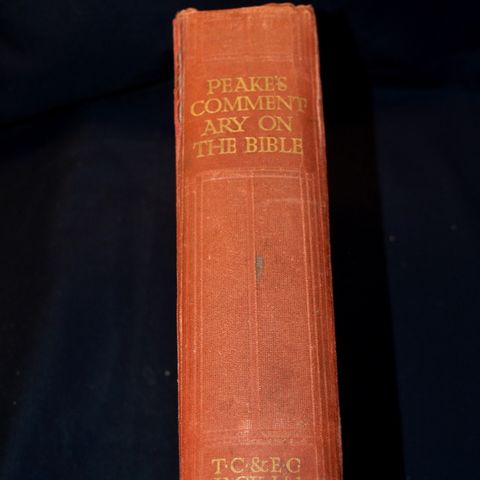 PEAKE'S
COMMENT
ARY ON
THE BIBLE
T·C·&·E·C